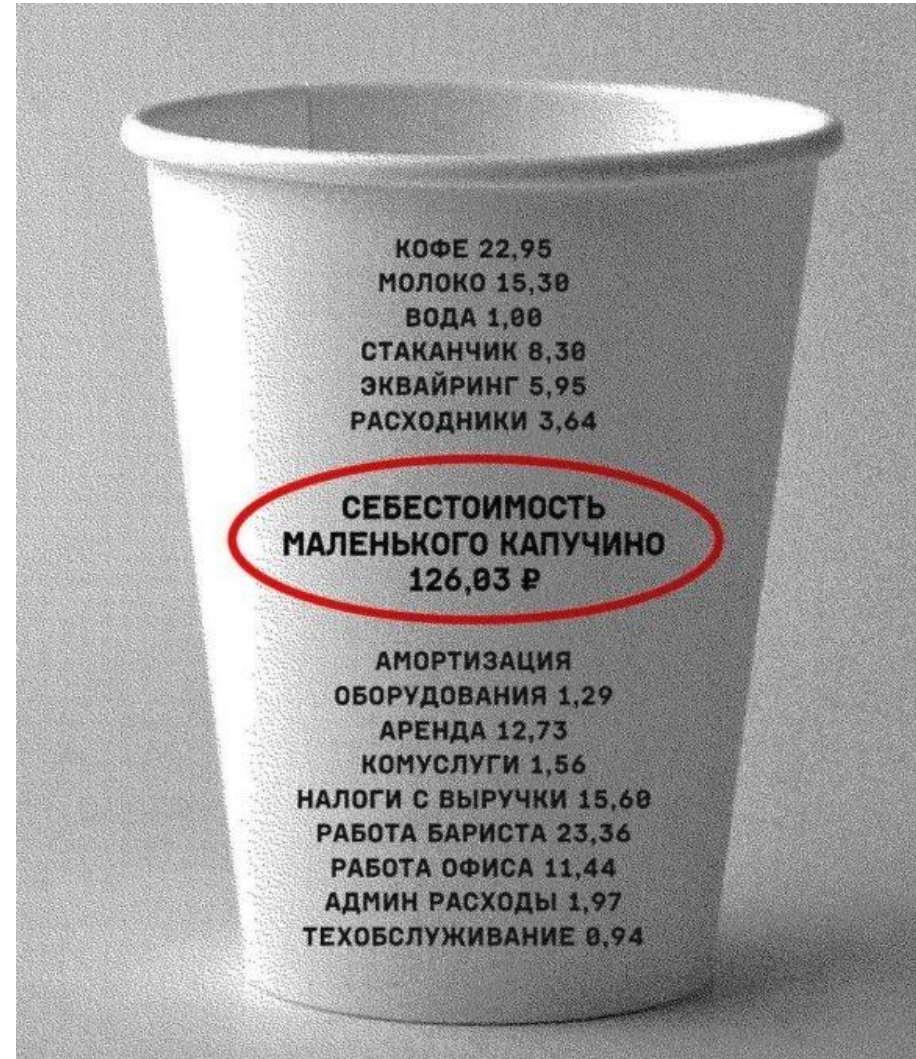 КОФЕ 22,95
МОЛОКО 15,30
ВОДА 1,00
СТАКАНЧИК 8,30
ЭКВАЙРИНГ 5,95
РАСХОДНИКИ 3,64
СЕБЕСТОИМОСТЬ
МАЛЕНЬКОГО КАПУЧИНО
126,03 ₽
АМОРТИЗАЦИЯ
ОБОРУДОВАНИЯ 1,29
АРЕНДА 12,73
КОМУСЛУГИ 1,56
НАЛОГИ С ВЫРУЧКИ 15,60
РАБОТА БАРИСТА 23,36
РАБОТА ОФИСА 11,44
АДМИН РАСХОДЫ 1,97
ТЕХОБСЛУЖИВАНИЕ 0,94